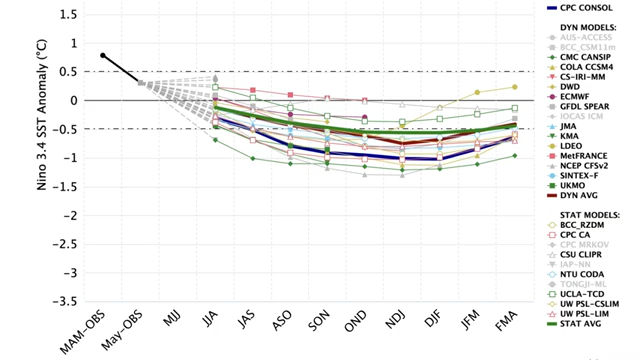 1.5
1
0.5
0
−0.5
−1
−1.5
−2
−2.5
−3
−3.5
Nino 3.4 SST Anomaly (°C)
MAM-OBS
May-OBS
MJJ
JJA
JAS
ASO
SON
OND
NDJ
DJF
JFM
FMA
CPC CONSOL
DYN MODELS:
AUS-ACCESS
BCC_CSM11m
CMC CANSIP
COLA CCSM4
CS-IRI-MM
DWD
ECMWF
GFDL SPEAR
IOCAS ICM
JMA
KMA
LDEO
MetFRANCE
NCEP CFSv2
SINTEX-F
UKMO
DYN AVG
STAT MODELS:
BCC_RZDM
CPC CA
CPC MRKOV
CSU CLIPR
IAP-NN
NTU CODA
TONGJI-ML
UCLA-TCD
UW PSL-CSLIM
UW PSL-LIM
STAT AVG